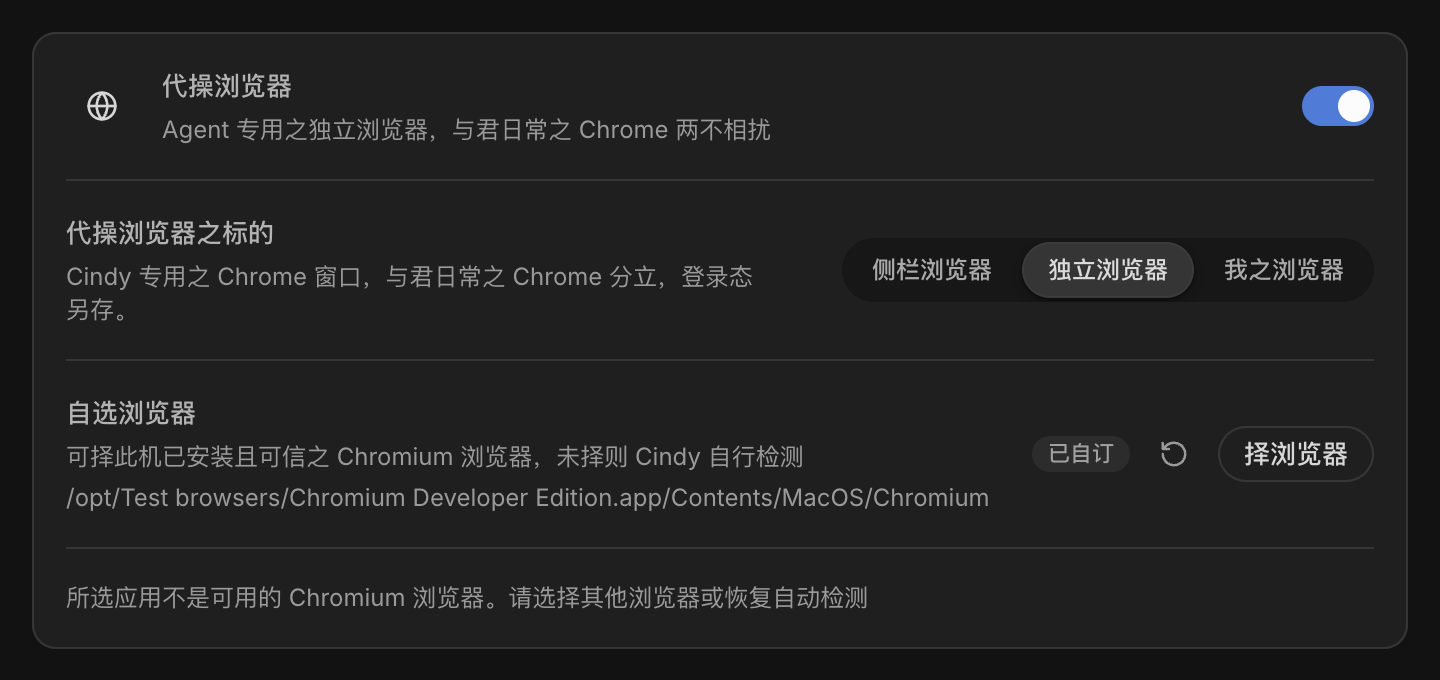 代操浏览器
Agent 专用之独立浏览器，与君日常之 Chrome 两不相扰
代操浏览器之标的
Cindy 专用之 Chrome 窗口，与君日常之 Chrome 分立，登录态
另存。
侧栏浏览器
独立浏览器
我之浏览器
自选浏览器
可择此机已安装且可信之 Chromium 浏览器，未择则 Cindy 自行检测
/opt/Test browsers/Chromium Developer Edition.app/Contents/MacOS/Chromium
已自订
择浏览器
所选应用不是可用的 Chromium 浏览器。请选择其他浏览器或恢复自动检测